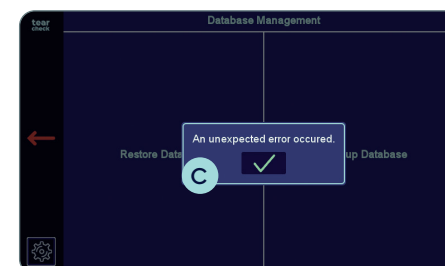 tear
check
Database Management
An unexpected error occured.
Restore Data
up Database
C